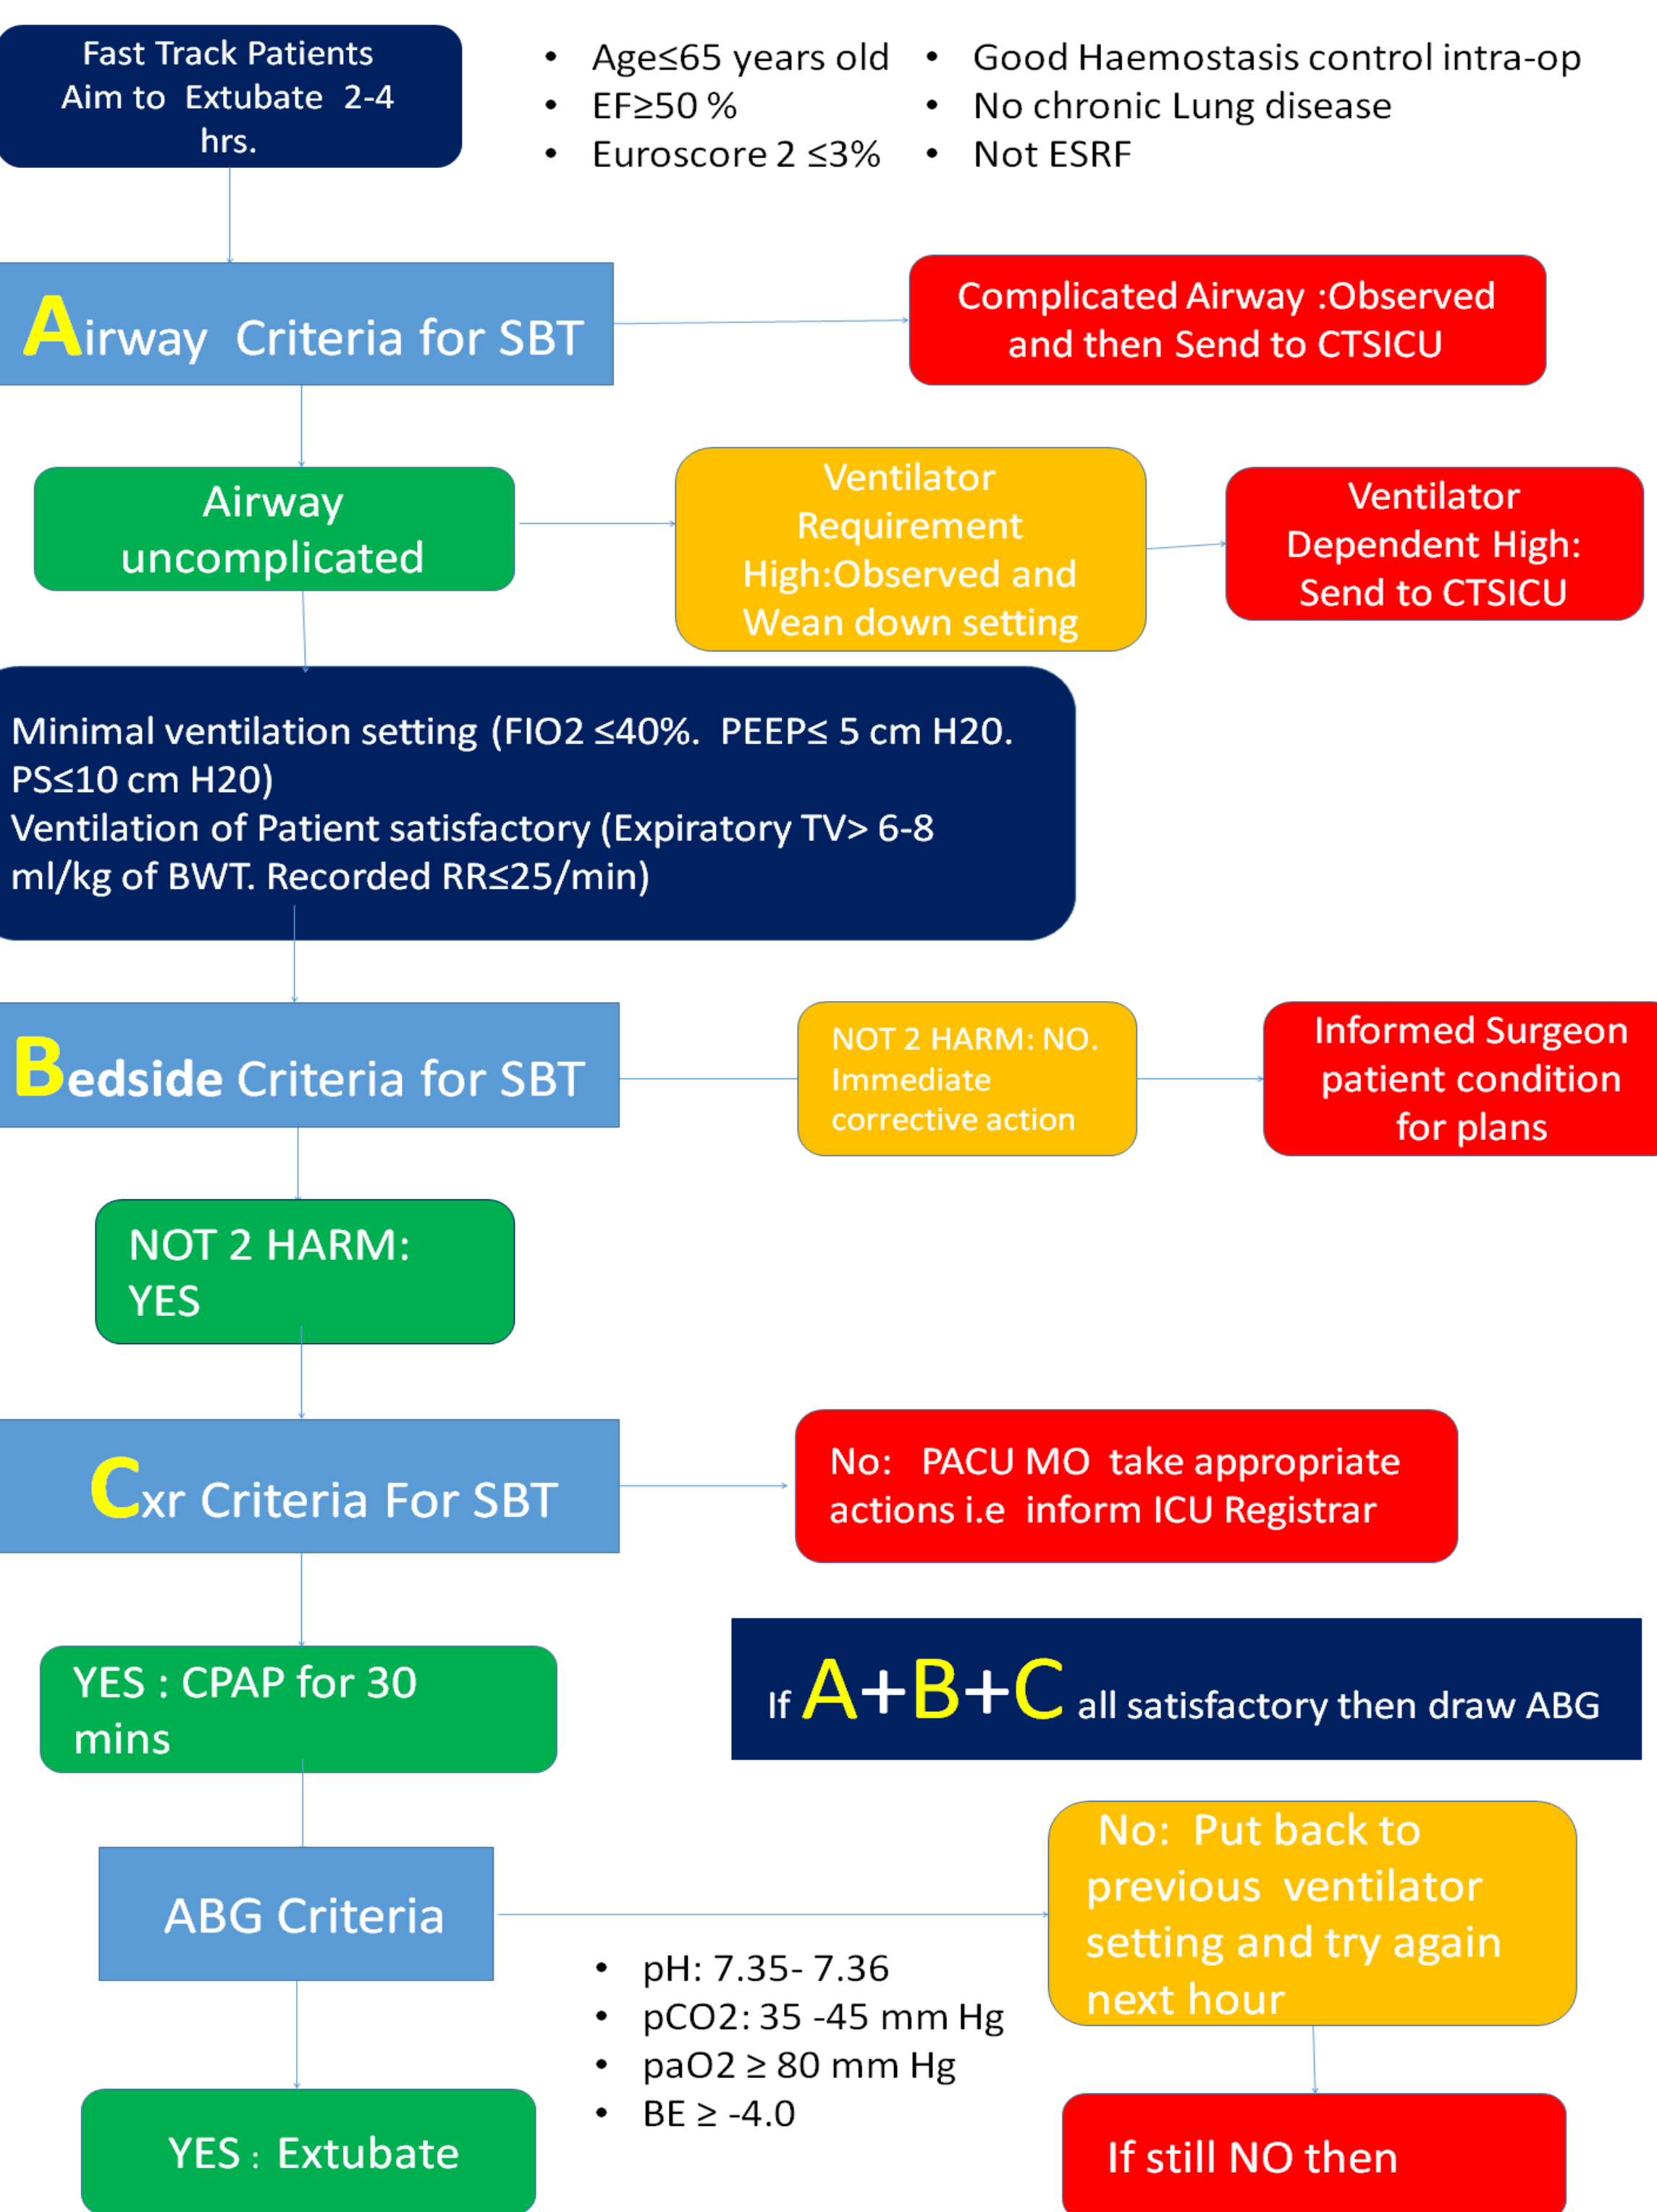 Fast Track Patients
Aim to Extubate 2-4
hrs.
• Age≤65 years old
• EF≥50 %
• Euroscore 2 ≤3%
• Good Haemostasis control intra-op
• No chronic Lung disease
• Not ESRF
Airway Criteria for SBT
Complicated Airway :Observed
and then Send to CTSICU
Airway
uncomplicated
Ventilator
Requirement
High:Observed and
Wean down setting
Ventilator
Dependent High:
Send to CTSICU
Minimal ventilation setting (FIO2 ≤40%. PEEP≤ 5 cm H20.
PS≤10 cm H20)
Ventilation of Patient satisfactory (Expiratory TV> 6-8
ml/kg of BWT. Recorded RR≤25/min)
Bedside Criteria for SBT
NOT 2 HARM: NO.
Immediate
corrective action
Informed Surgeon
patient condition
for plans
NOT 2 HARM:
YES
Cxr Criteria For SBT
No: PACU MO take appropriate
actions i.e inform ICU Registrar
YES : CPAP for 30
mins
If A+B+C all satisfactory then draw ABG
ABG Criteria
No: Put back to
previous ventilator
setting and try again
next hour
• pH: 7.35- 7.36
• pCO2: 35 -45 mm Hg
• paO2 ≥ 80 mm Hg
• BE ≥ -4.0
YES : Extubate
If still NO then